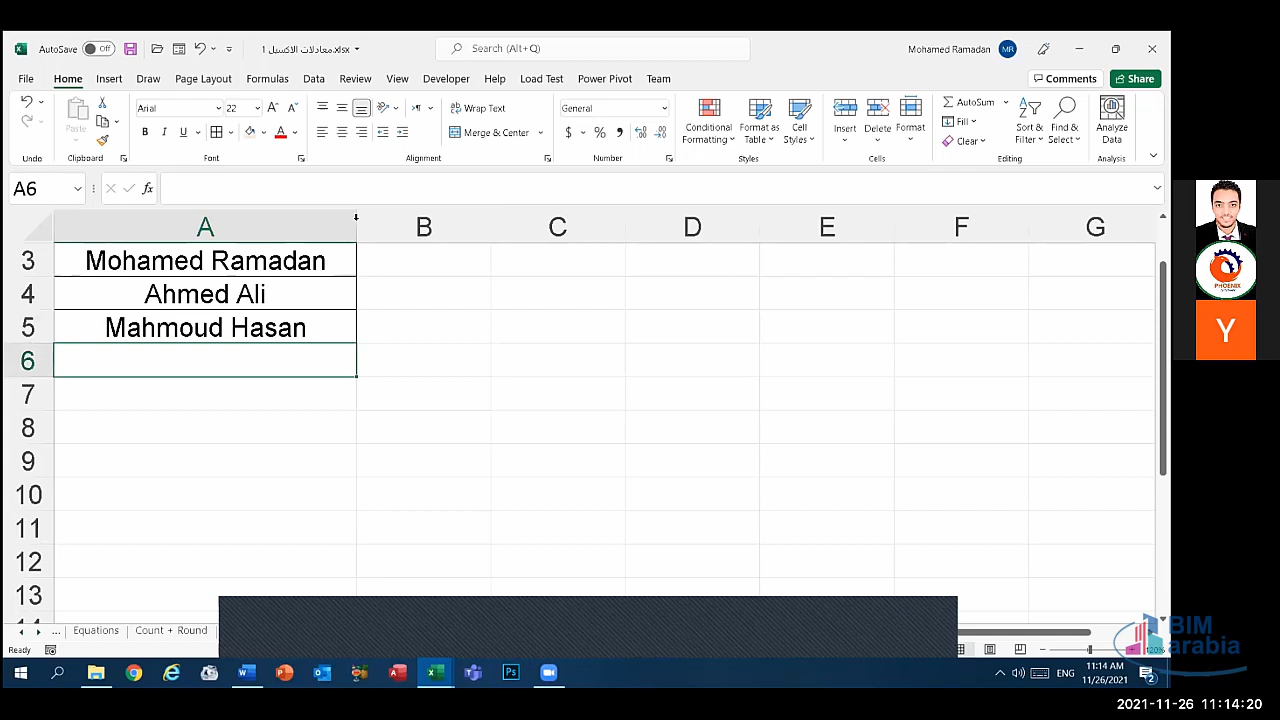 AutoSave Off معادلات الاكسيل 1.xlsx Search (Alt+Q) Mohamed Ramadan MR
File Home Insert Draw Page Layout Formulas Data Review View Developer Help Load Test Power Pivot Team Comments Share
Paste Arial 22 Wrap Text General Conditional Formatting Format as Table Cell Styles Insert Delete Format AutoSum Sort & Filter Find & Select Analyze Data
B I U A Merge & Center $ % Fill
Clear
Undo Clipboard Font Alignment Number Styles Cells Editing Analysis
A6 fx
A B C D E F G
3 Mohamed Ramadan
4 Ahmed Ali
5 Mahmoud Hasan
6
7
8
9
10
11
12
13
... Equations Count + Round
Ready 120%
ENG 11:14 AM
11/26/2021 2
PHOENIX
Y
BIM
arabia
2021-11-26 11:14:20